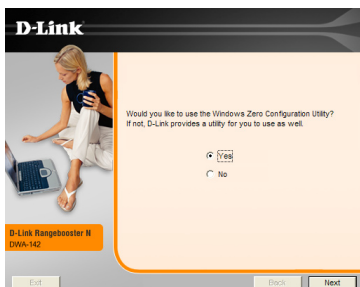 D-Link
Would you like to use the Windows Zero Configuration Utility?
If not, D-Link provides a utility for you to use as well.
Yes
No
D-Link Rangebooster N
DWA-142
Exit
Back
Next